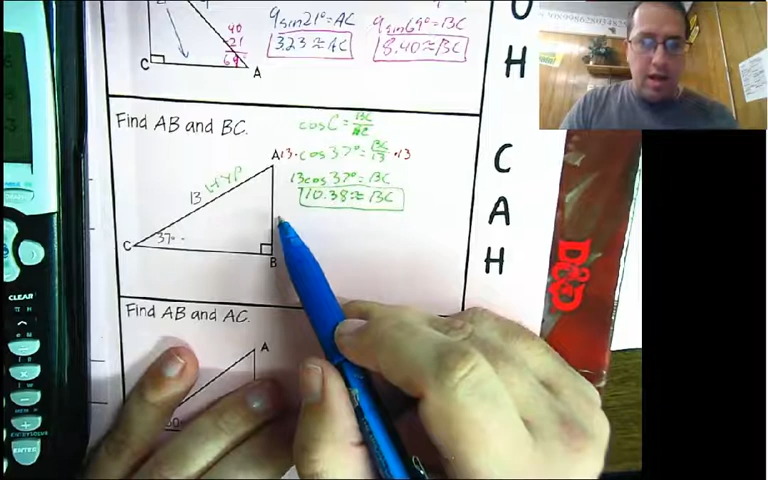 9sin21°=AC
9sin69°=BC
3.23≈AC
8.40≈BC
40
21
69
C
A
Find AB and BC.
cosC = BC/AC
13·cos37°=BC/13·13
13cos37°=BC
10.38≈BC
A
13
HYP
C
37°
B
Find AB and AC.
A
H
C
A
H
D&D
CLEAR
ENTER